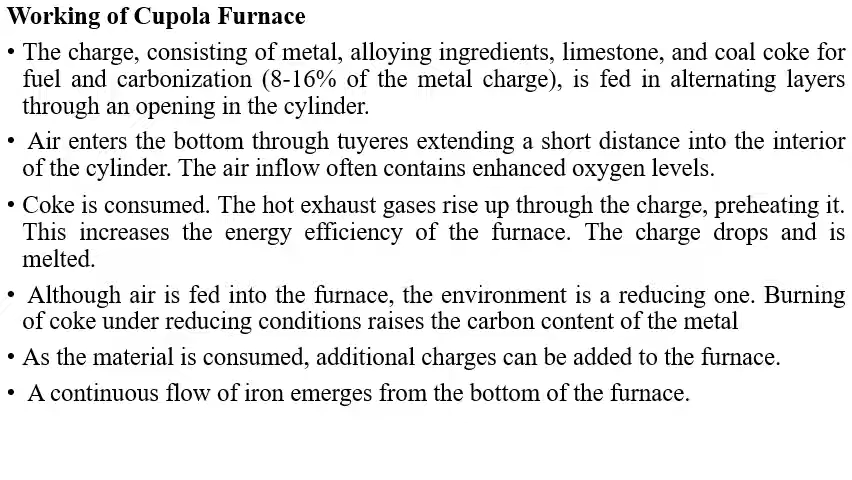 Working of Cupola Furnace
• The charge, consisting of metal, alloying ingredients, limestone, and coal coke for
fuel and carbonization (8-16% of the metal charge), is fed in alternating layers
through an opening in the cylinder.
• Air enters the bottom through tuyeres extending a short distance into the interior
of the cylinder. The air inflow often contains enhanced oxygen levels.
• Coke is consumed. The hot exhaust gases rise up through the charge, preheating it.
This increases the energy efficiency of the furnace. The charge drops and is
melted.
• Although air is fed into the furnace, the environment is a reducing one. Burning
of coke under reducing conditions raises the carbon content of the metal
• As the material is consumed, additional charges can be added to the furnace.
• A continuous flow of iron emerges from the bottom of the furnace.